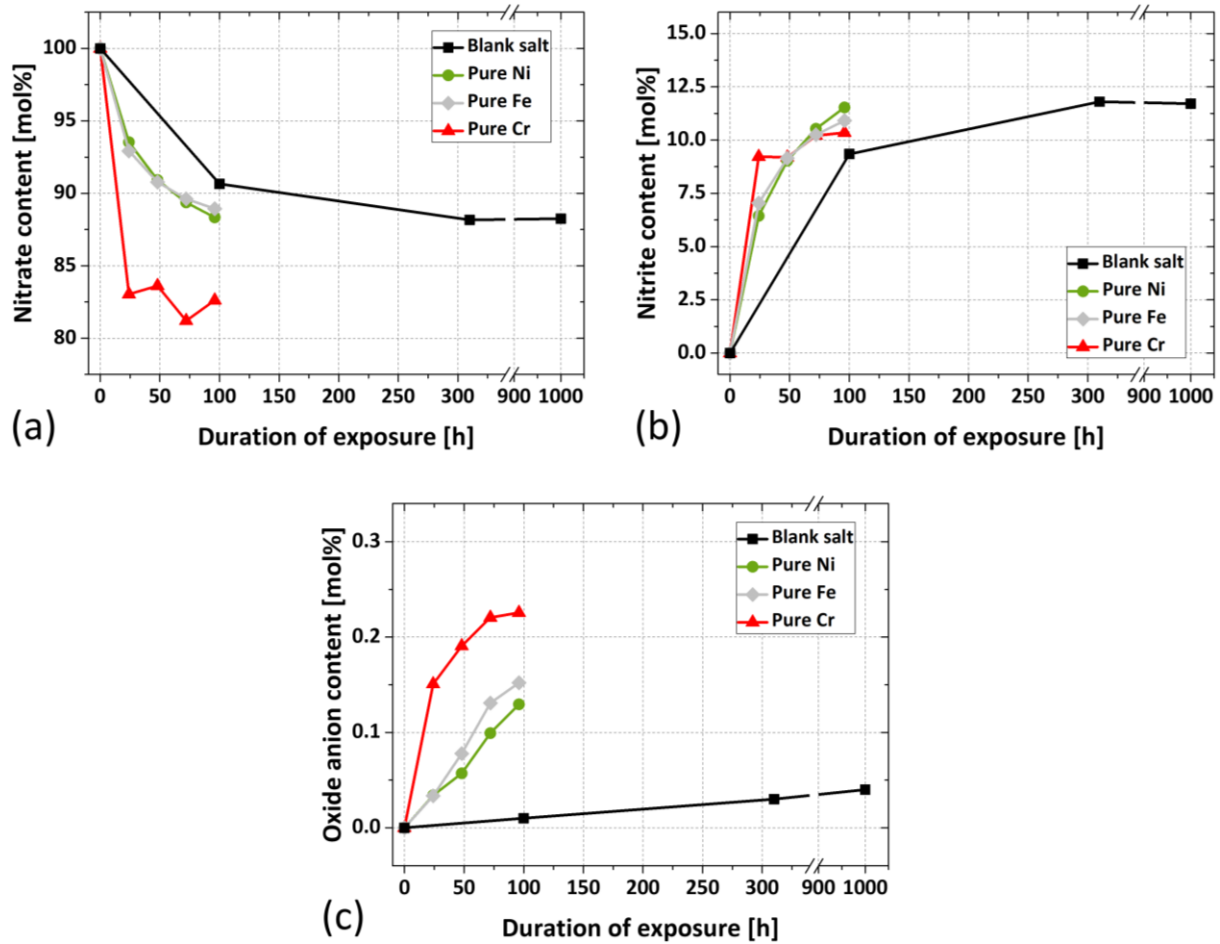 Nitrate content [mol%]
100
95
90
85
80
Blank salt
Pure Ni
Pure Fe
Pure Cr
0 50 100 150 200 250 300 900 1000
Duration of exposure [h]
(a)
Nitrite content [mol%]
15.0
12.5
10.0
7.5
5.0
2.5
0.0
Blank salt
Pure Ni
Pure Fe
Pure Cr
0 50 100 150 200 250 300 900 1000
Duration of exposure [h]
(b)
Oxide anion content [mol%]
0.3
0.2
0.1
0.0
Blank salt
Pure Ni
Pure Fe
Pure Cr
0 50 100 150 200 250 300 900 1000
Duration of exposure [h]
(c)